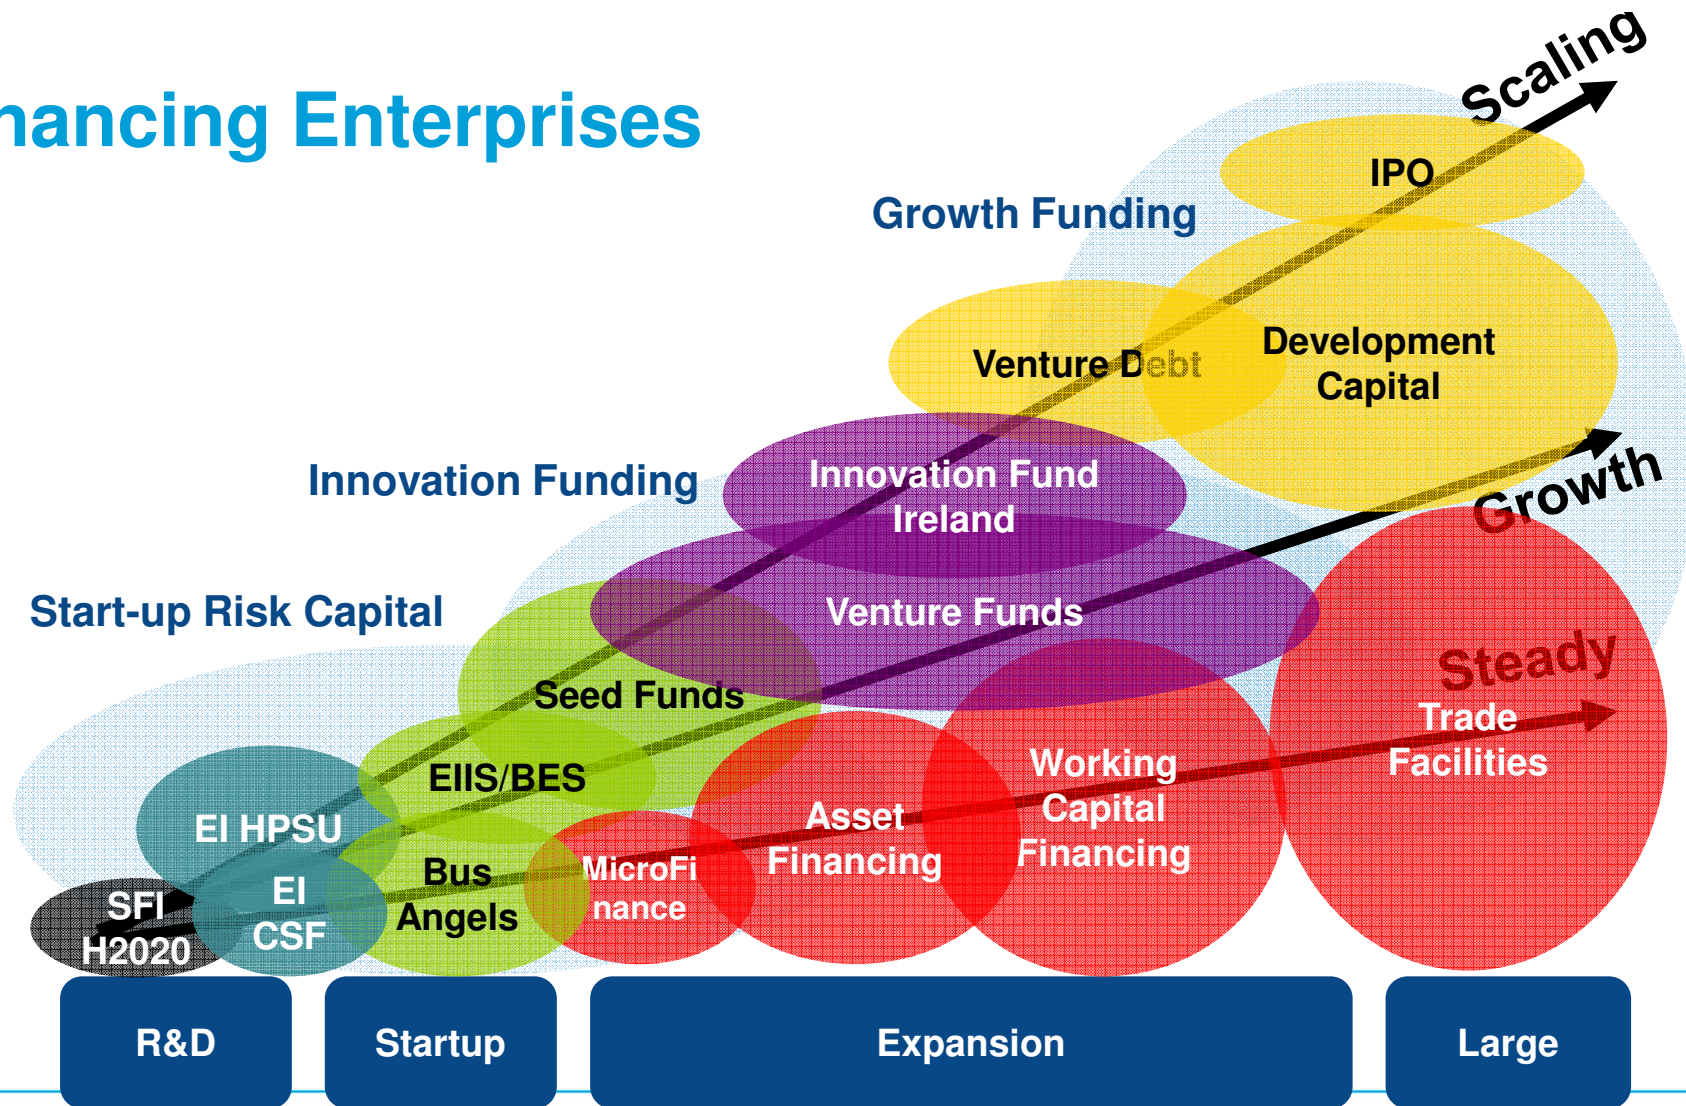 nancing Enterprises
Scaling
IPO
Growth Funding
Development
Capital
Venture Debt
Growth
Innovation Funding
Innovation Fund
Ireland
Start-up Risk Capital
Venture Funds
Steady
Seed Funds
Trade
Facilities
EIIS/BES
Working
Capital
Financing
EI HPSU
Asset
Financing
Bus
Angels
MicroFi
nance
SFI
H2020
EI
CSF
R&D
Startup
Expansion
Large